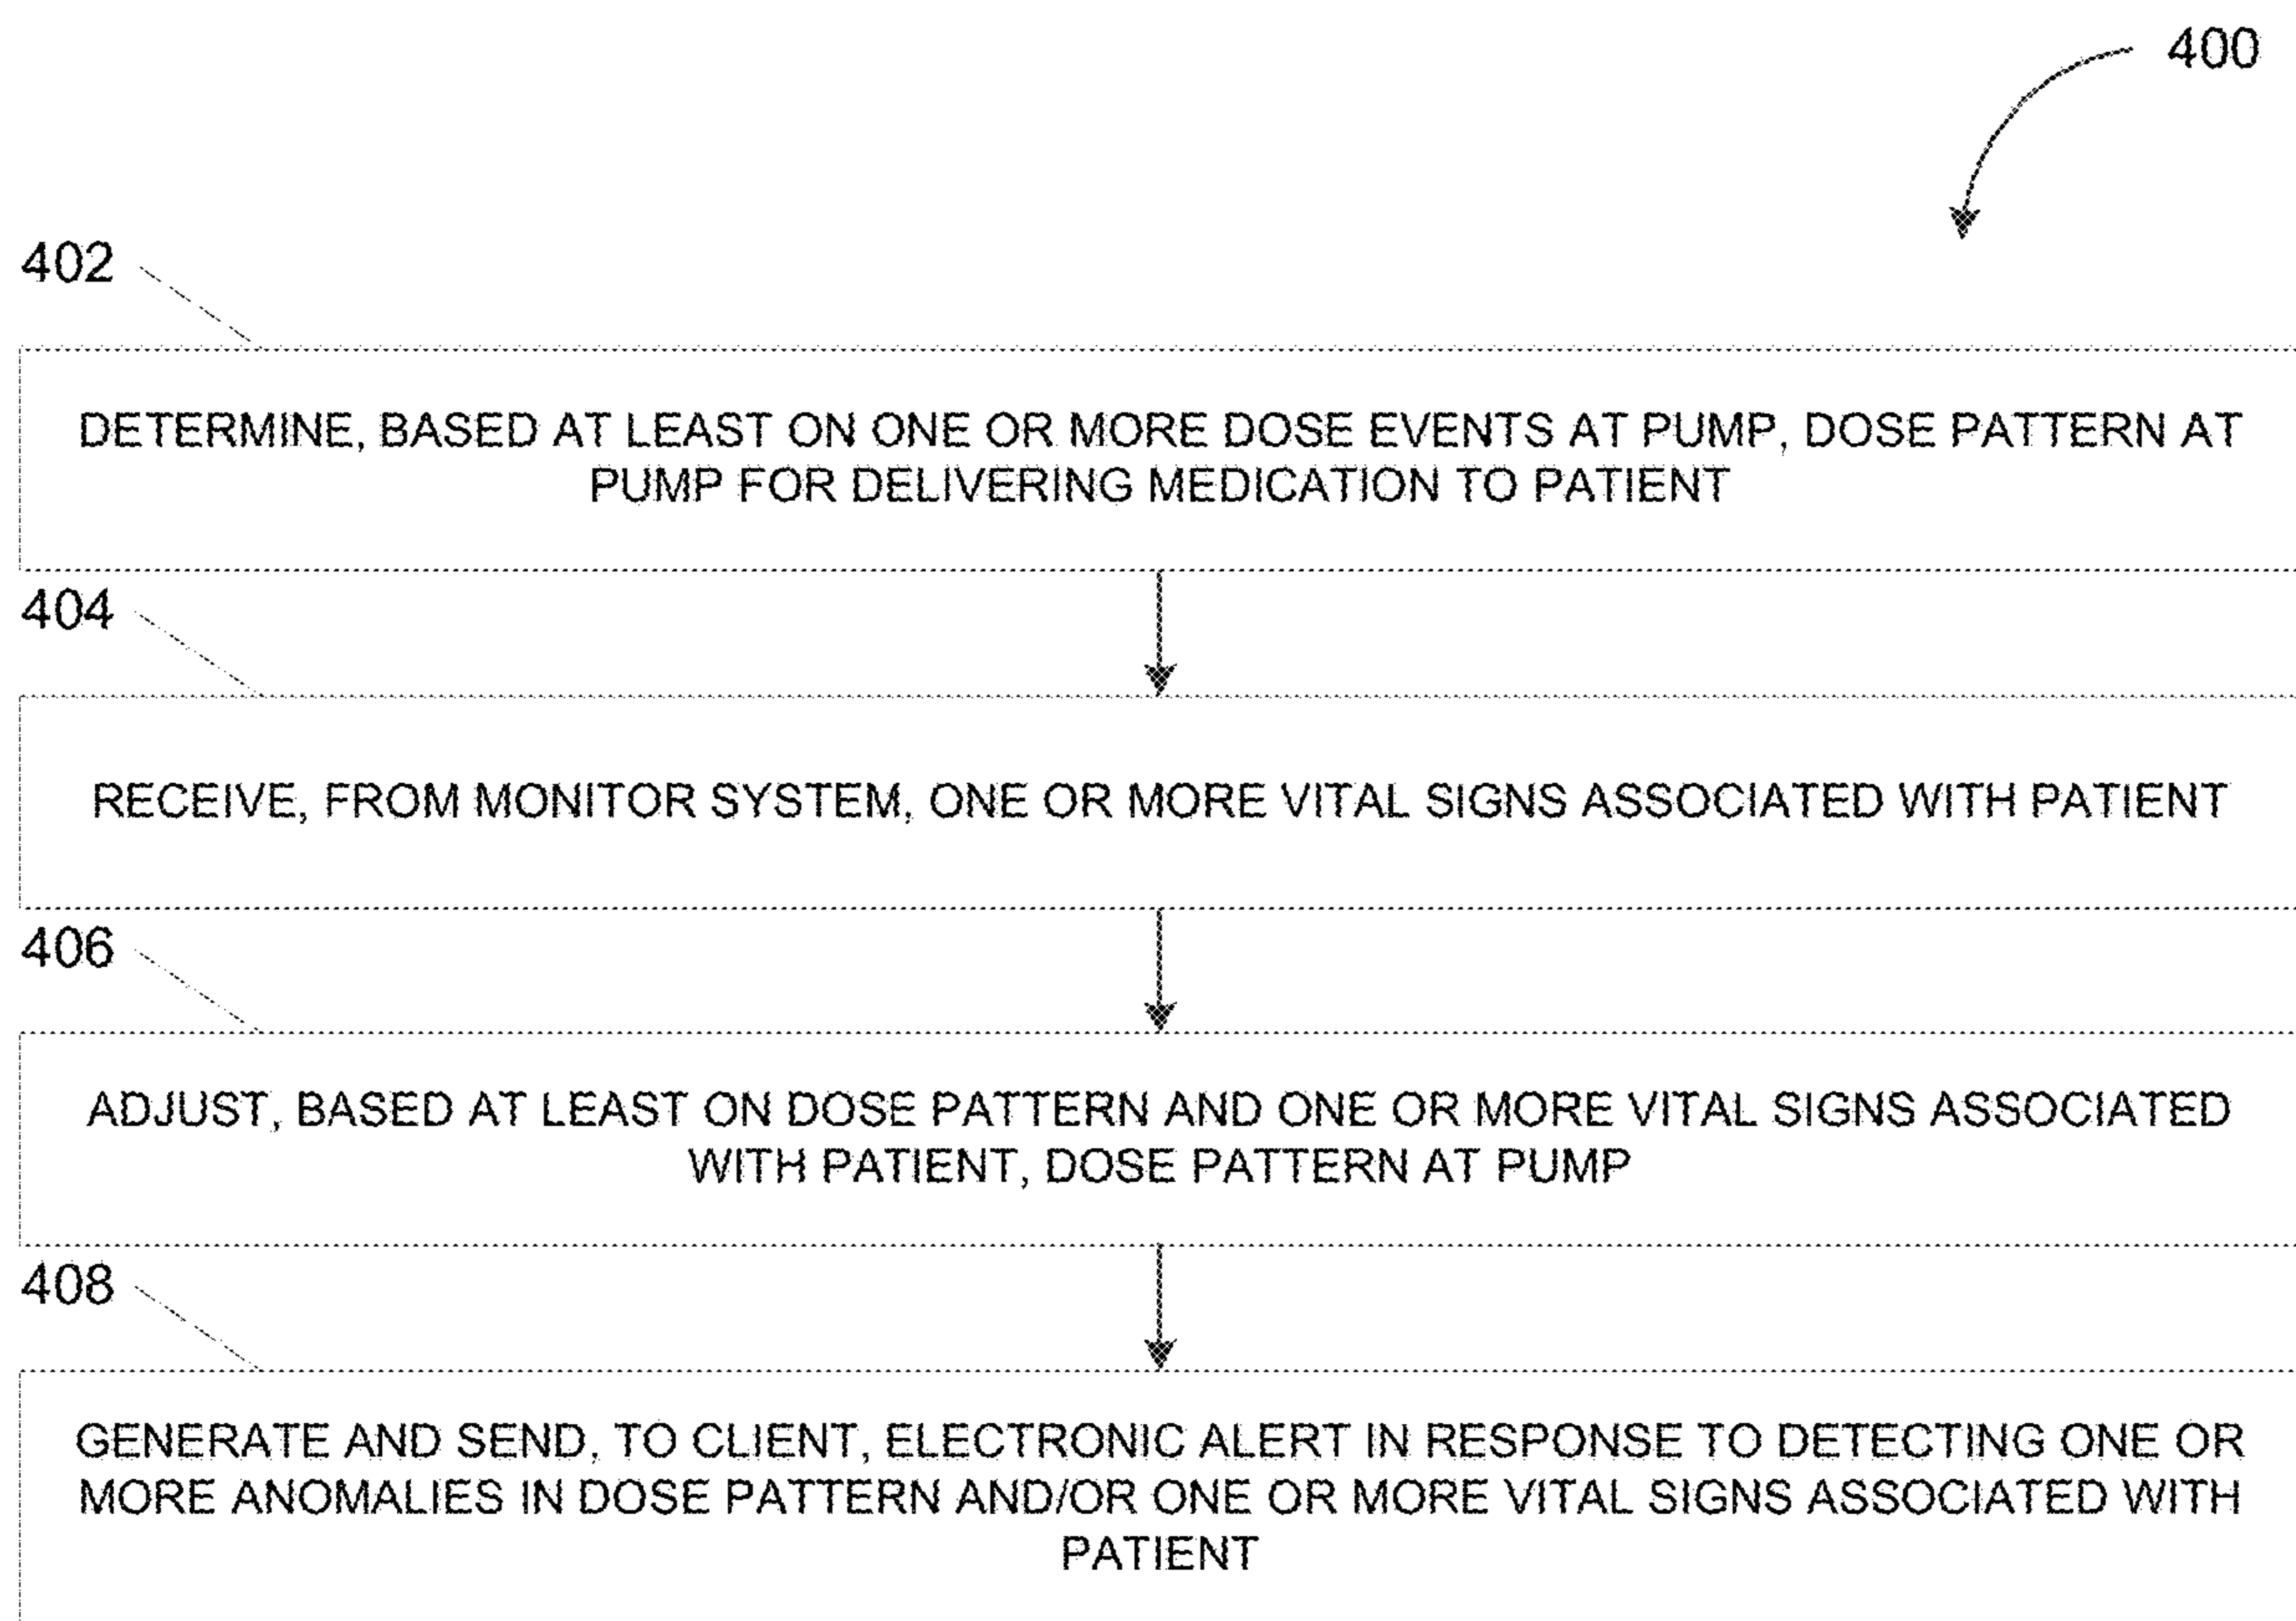 400
402
DETERMINE, BASED AT LEAST ON ONE OR MORE DOSE EVENTS AT PUMP, DOSE PATTERN AT
PUMP FOR DELIVERING MEDICATION TO PATIENT
404
RECEIVE, FROM MONITOR SYSTEM, ONE OR MORE VITAL SIGNS ASSOCIATED WITH PATIENT
406
ADJUST, BASED AT LEAST ON DOSE PATTERN AND ONE OR MORE VITAL SIGNS ASSOCIATED
WITH PATIENT, DOSE PATTERN AT PUMP
408
GENERATE AND SEND, TO CLIENT, ELECTRONIC ALERT IN RESPONSE TO DETECTING ONE OR
MORE ANOMALIES IN DOSE PATTERN AND/OR ONE OR MORE VITAL SIGNS ASSOCIATED WITH
PATIENT